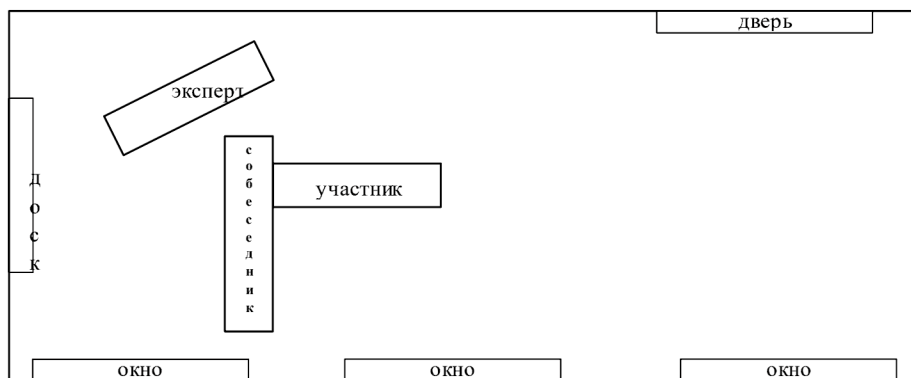 дверь
эксперт
собеседник
участник
доск
окно
окно
окно